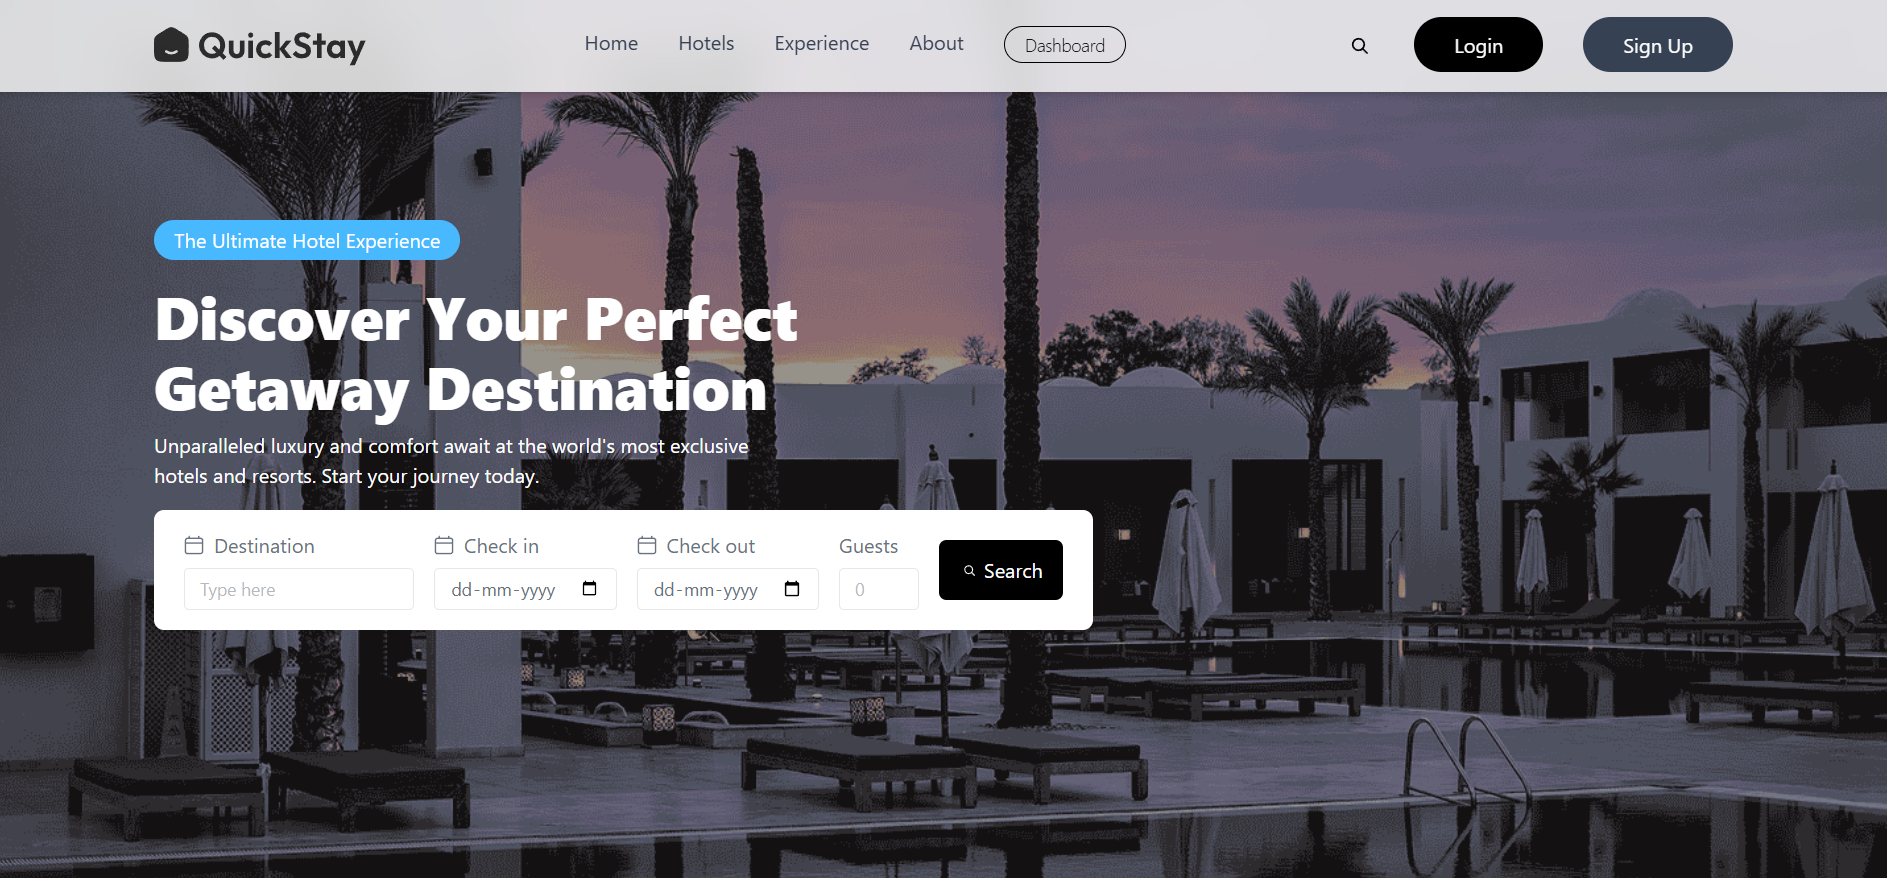 QuickStay
Home Hotels Experience About Dashboard
Login Sign Up
The Ultimate Hotel Experience
Discover Your Perfect
Getaway Destination
Unparalleled luxury and comfort await at the world's most exclusive
hotels and resorts. Start your journey today.
Destination Check in Check out Guests
Type here dd-mm-yyyy dd-mm-yyyy 0
Search